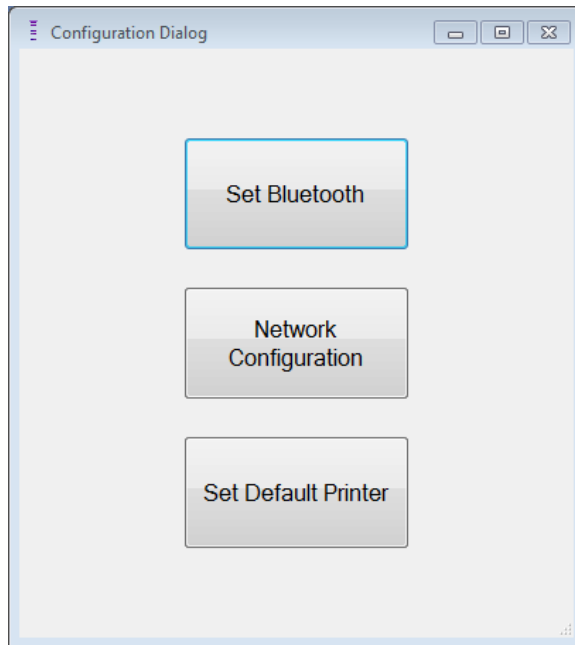 Configuration Dialog
Set Bluetooth
Network
Configuration
Set Default Printer